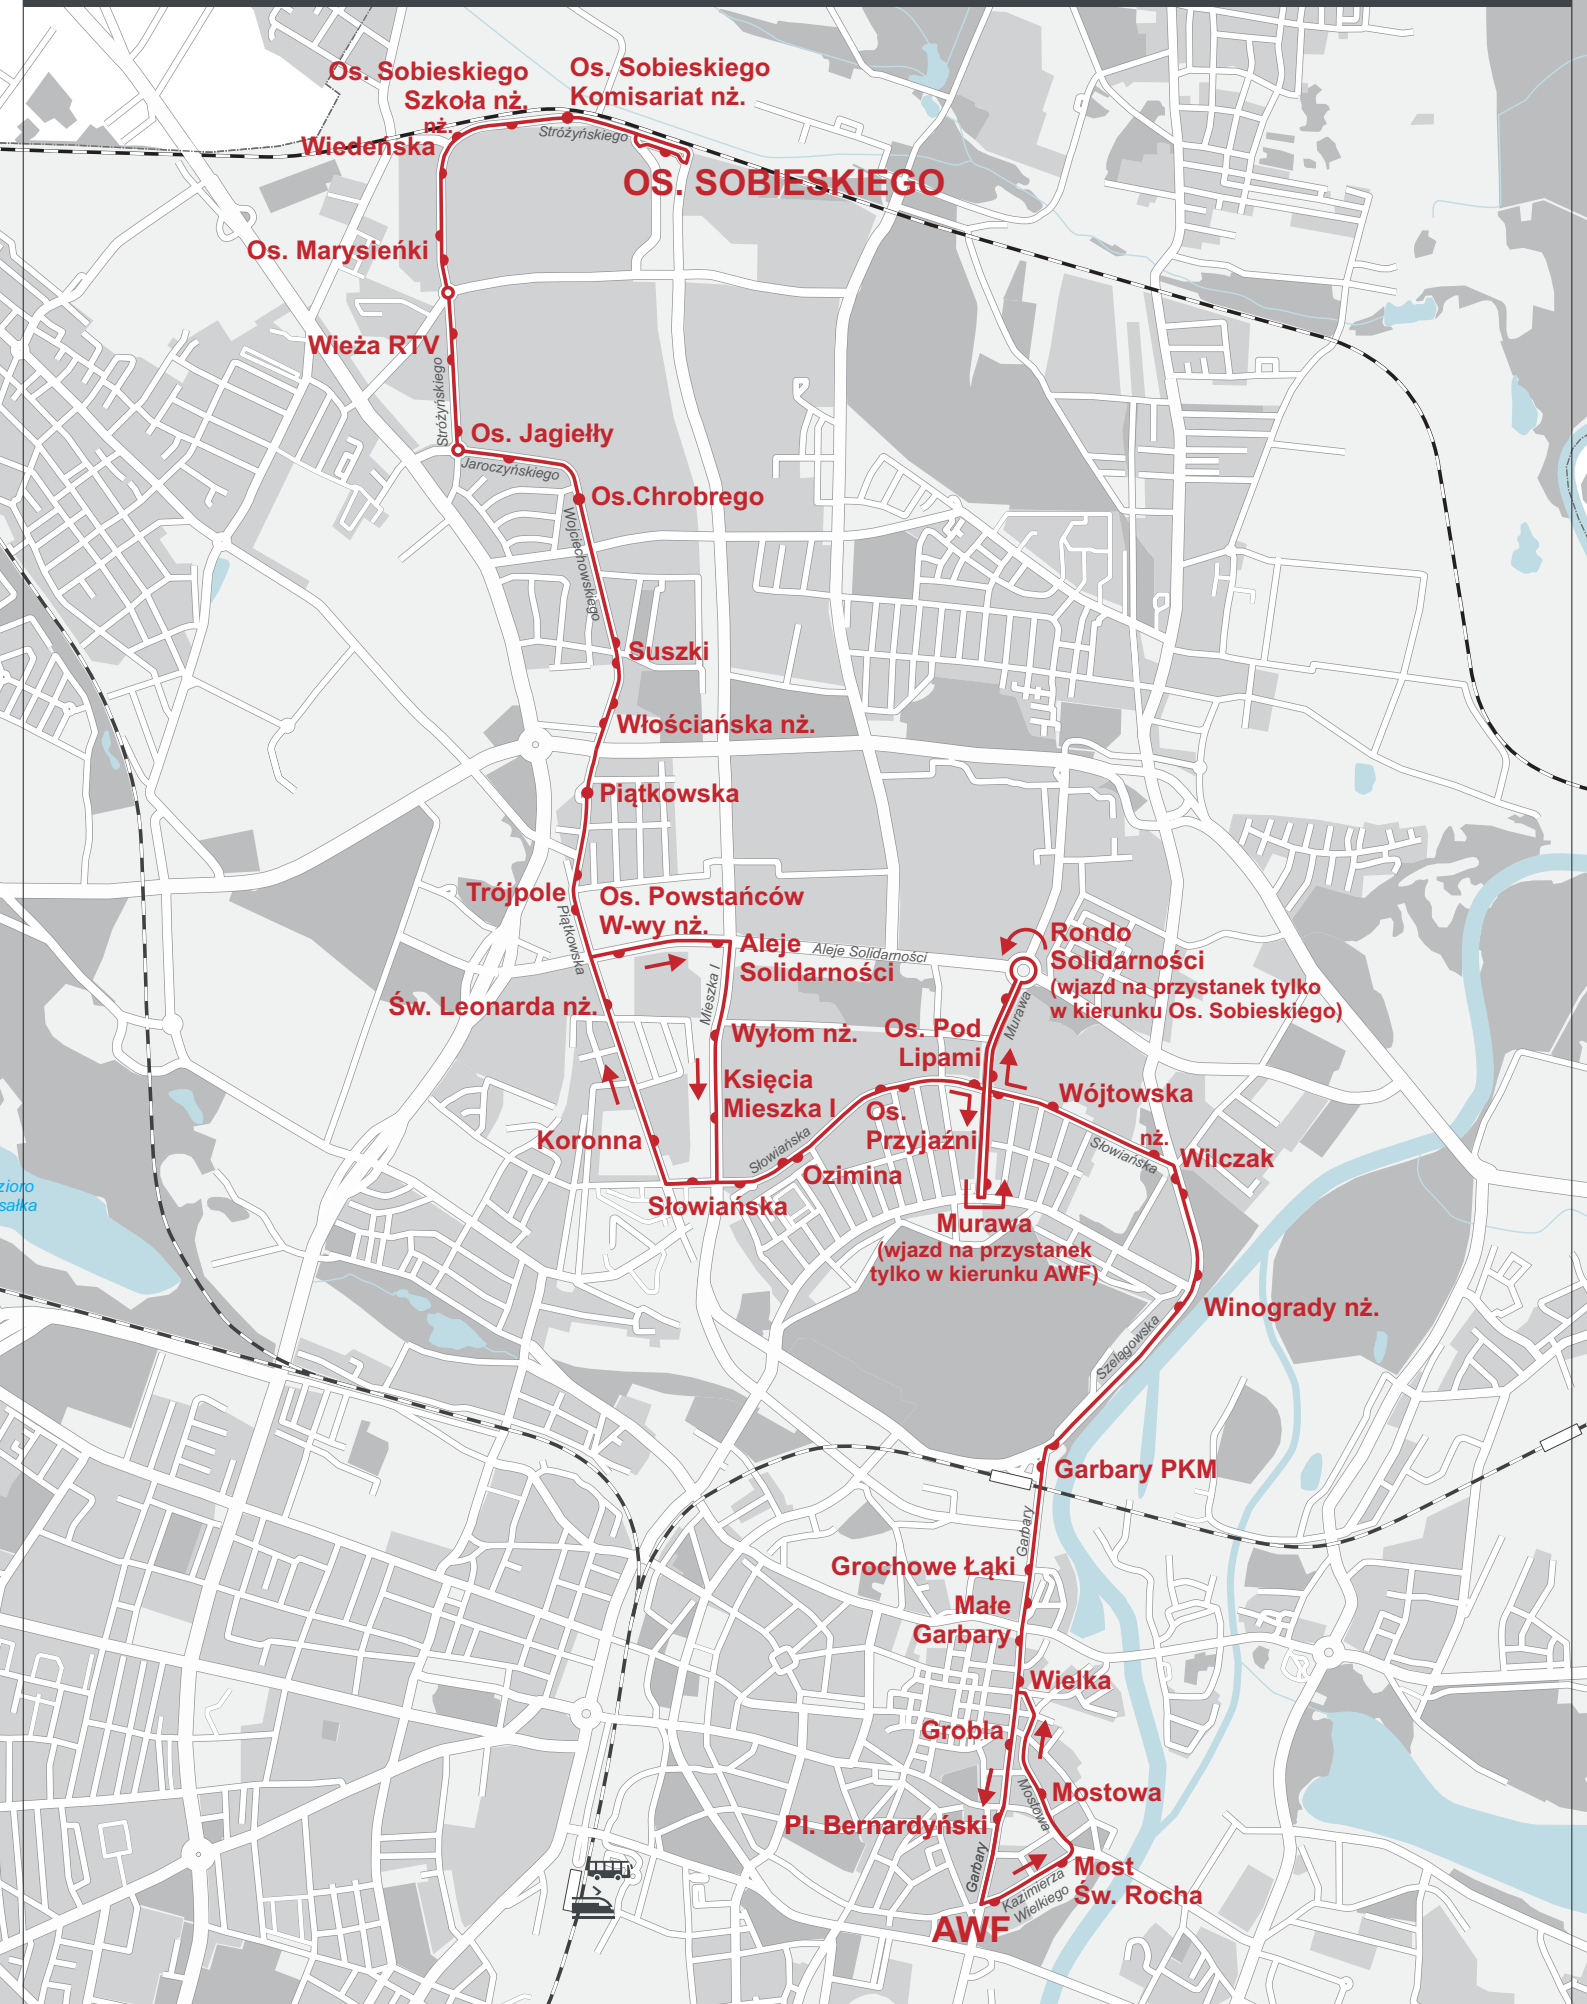 Os. Sobieskiego
Szkoła nż.
Os. Sobieskiego
Komisariat nż.
nż.
Wiedeńska
Stróżyńskiego
OS. SOBIESKIEGO
Os. Marysieńki
Wieża RTV
Stróżyńskiego
Os. Jagiełły
Jaroczyńskiego
Os.Chrobrego
Wojciechowskiego
Suszki
Włościańska nż.
Piątkowska
Trójpole
Os. Powstańców
W-wy nż.
Piątkowska
Aleje
Solidarności
Aleje Solidarności
Rondo
Solidarności
(wjazd na przystanek tylko
w kierunku Os. Sobieskiego)
Mieszka I
Murawa
Św. Leonarda nż.
Wyłom nż.
Os. Pod
Lipami
Księcia
Mieszka I
Os.
Przyjaźni
Wójtowska
Koronna
Słowiańska
Ozimina
nż.
Wilczak
Słowiańska
zioro
sałka
Słowiańska
Murawa
(wjazd na przystanek
tylko w kierunku AWF)
Winogrady nż.
Szelągowska
Garbary PKM
Garbary
Grochowe Łąki
Małe
Garbary
Wielka
Grobla
Mostowa
Mostowa
Pl. Bernardyński
Garbary
Most
Św. Rocha
Kazimierza
Wielkiego
AWF